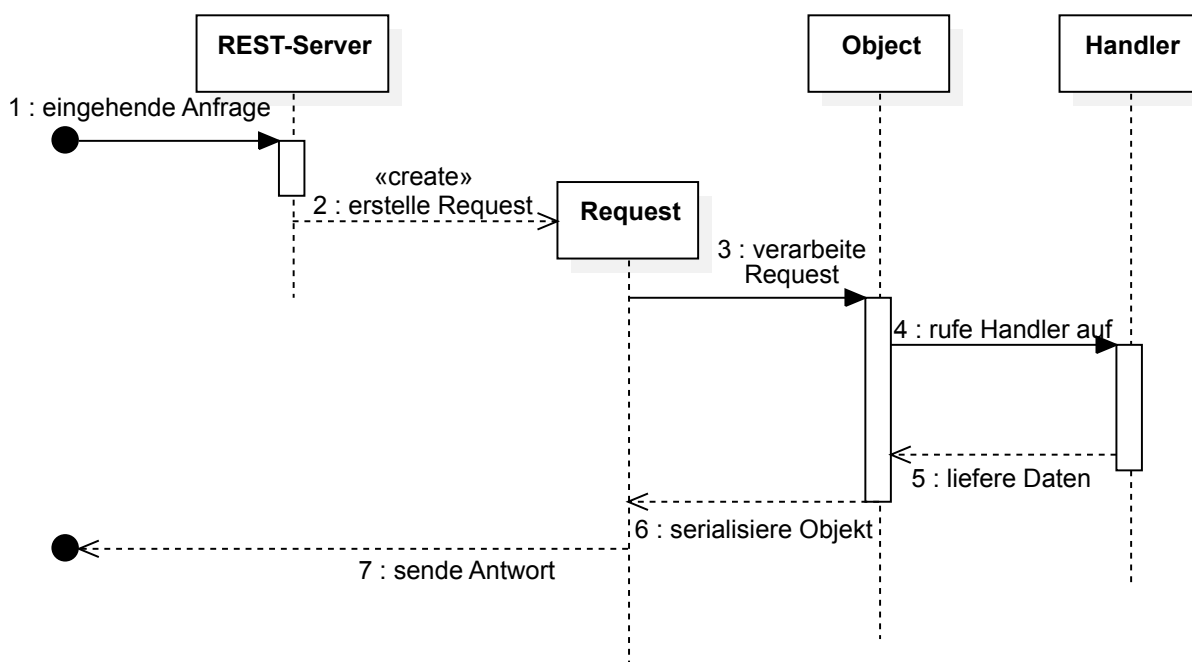 REST-Server
Object
Handler
1 : eingehende Anfrage
«create»
2 : erstelle Request
Request
3 : verarbeite
Request
4 : rufe Handler auf
5 : liefere Daten
6 : serialisiere Objekt
7 : sende Antwort